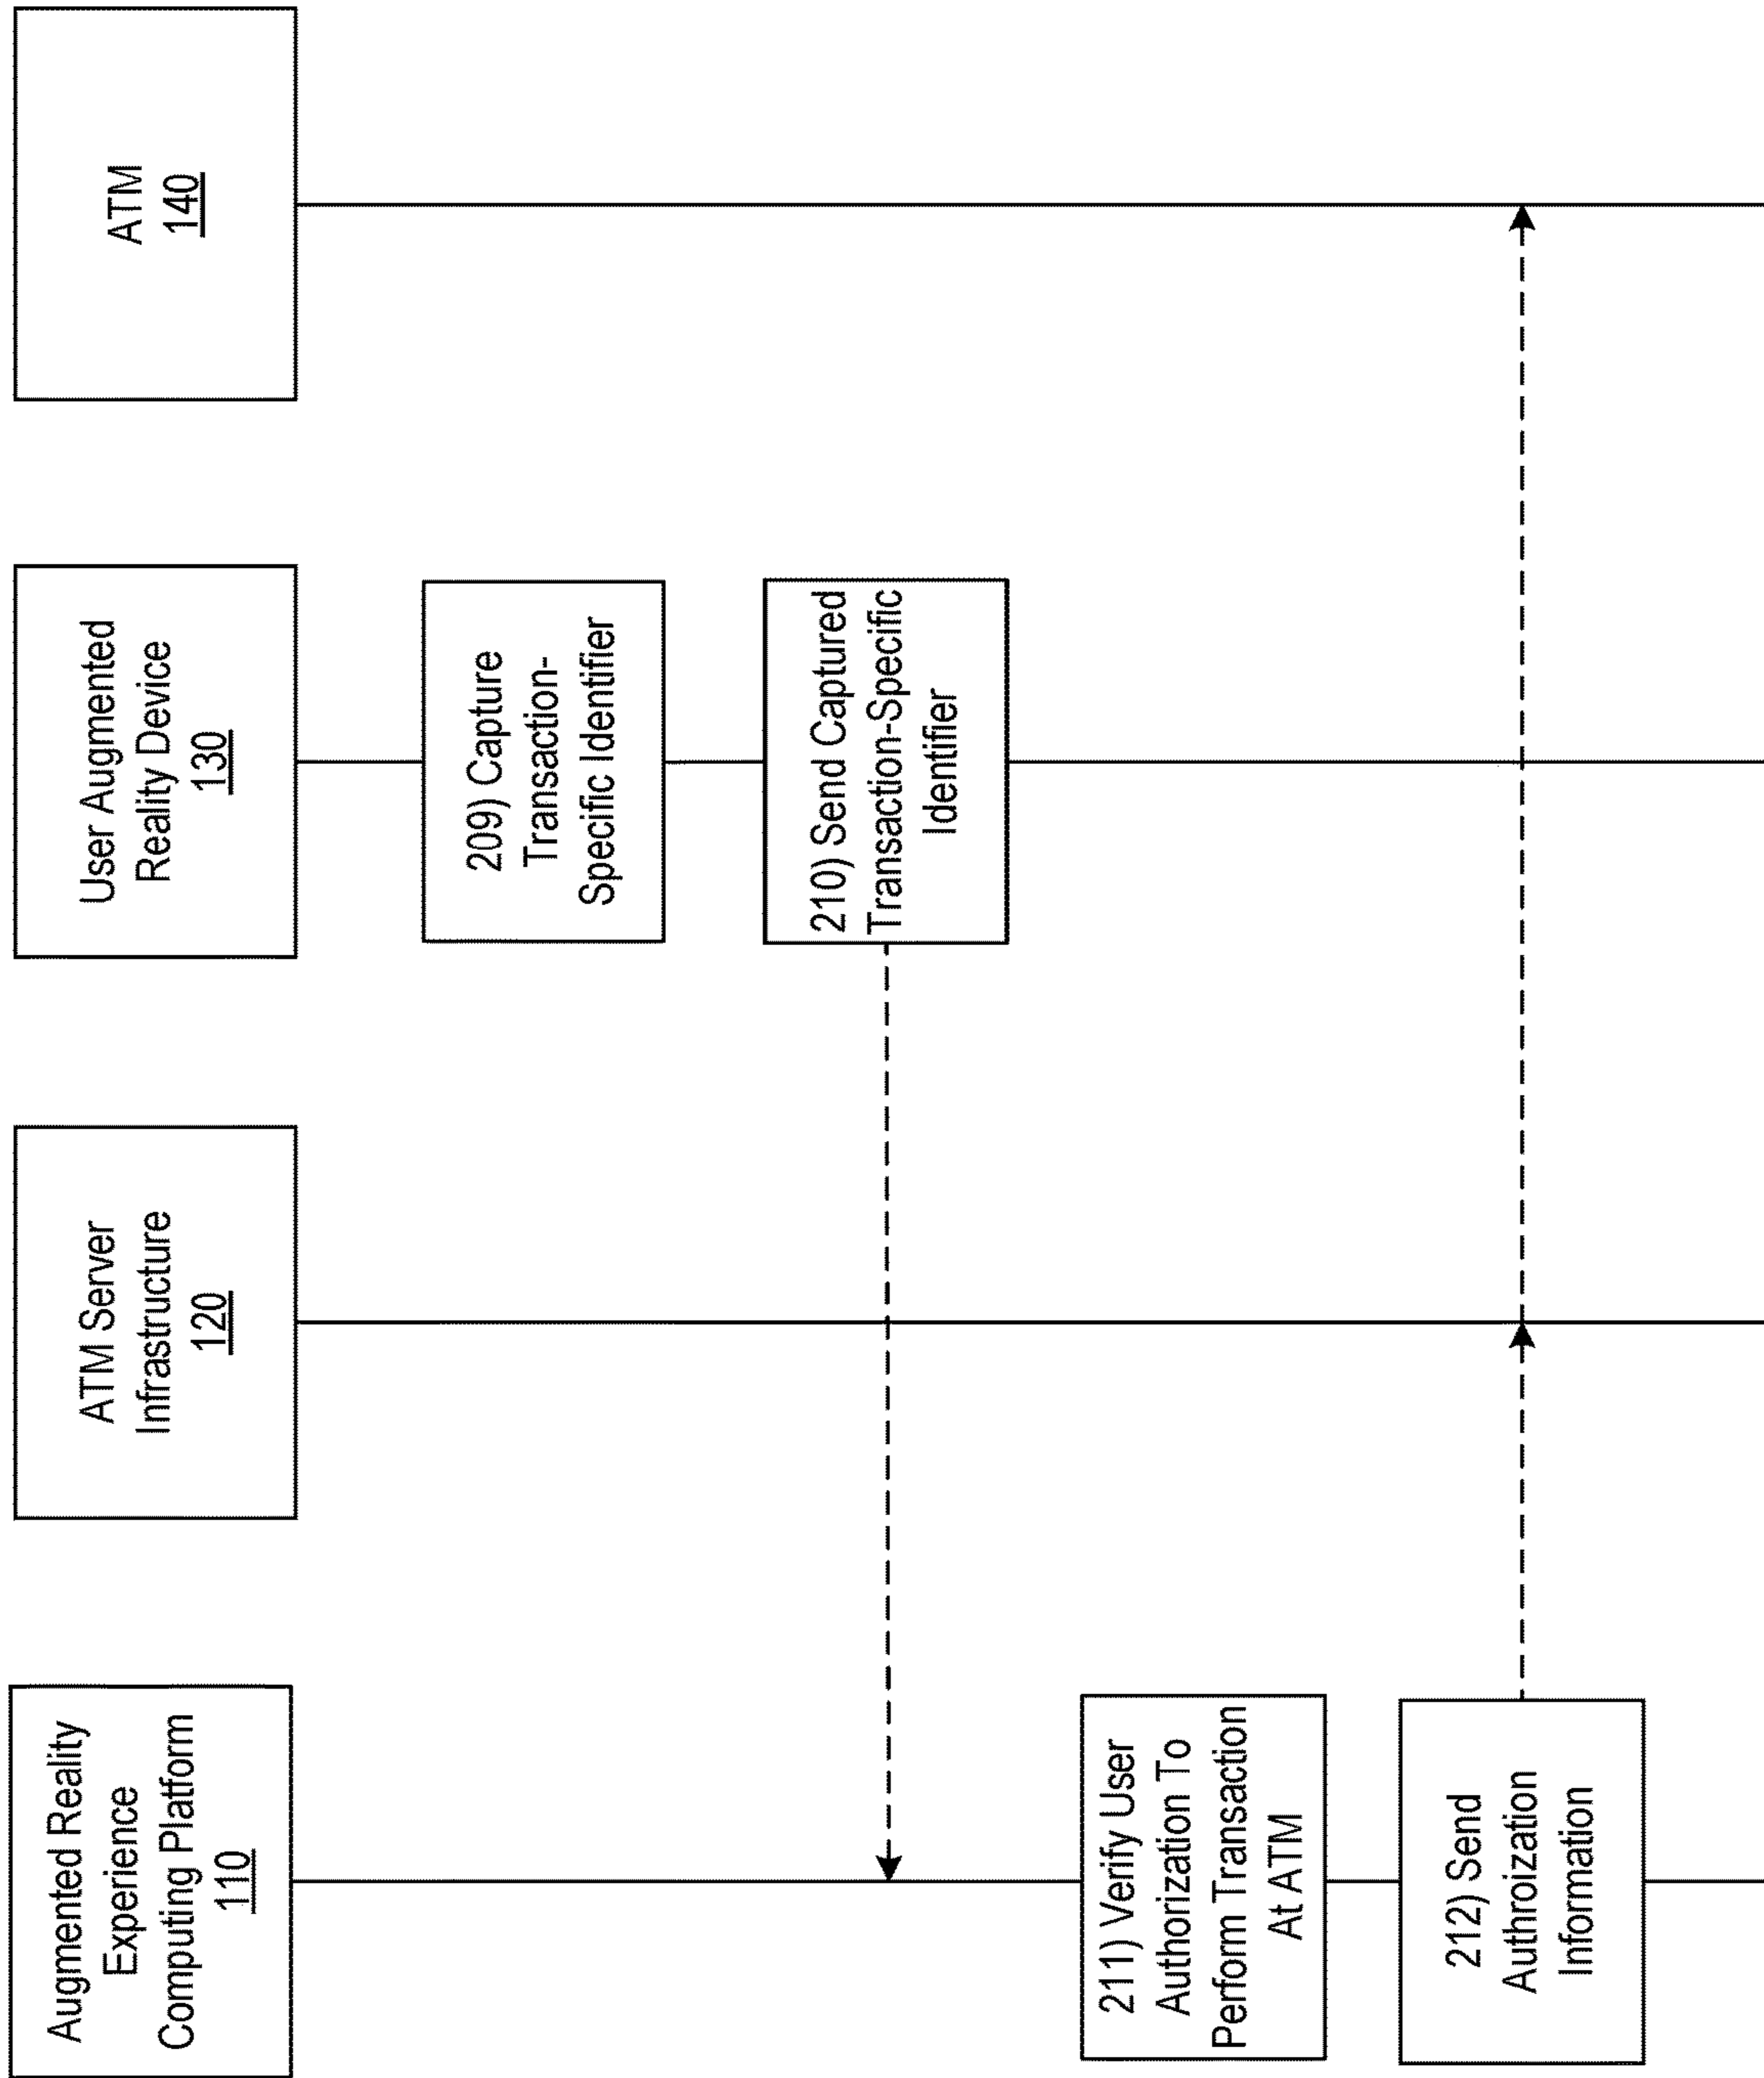 Augmented Reality
Experience
Computing Platform
110
ATM Server
Infrastructure
120
User Augmented
Reality Device
130
ATM
140
209) Capture
Transaction-
Specific Identifier
210) Send Captured
Transaction-Specific
Identifier
211) Verify User
Authorization To
Perform Transaction
At ATM
212) Send
Authroization
Information